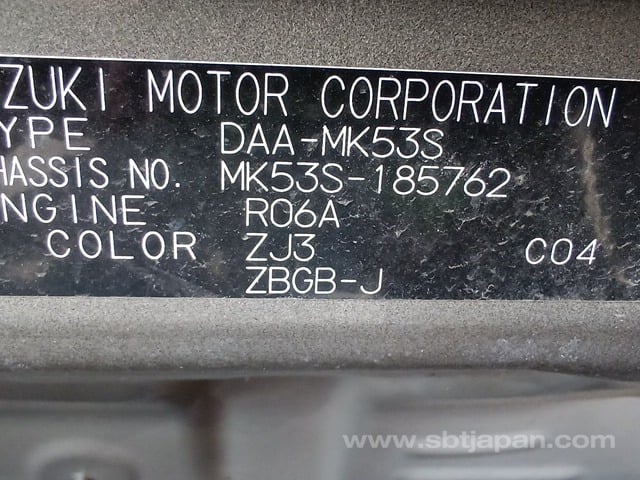 ZUKI MOTOR CORPORATION
YPE DAA-MK53S
HASSIS NO. MK53S-185762
NGINE R06A
COLOR ZJ3 C04
ZBGB-J
www.sbtjapan.com